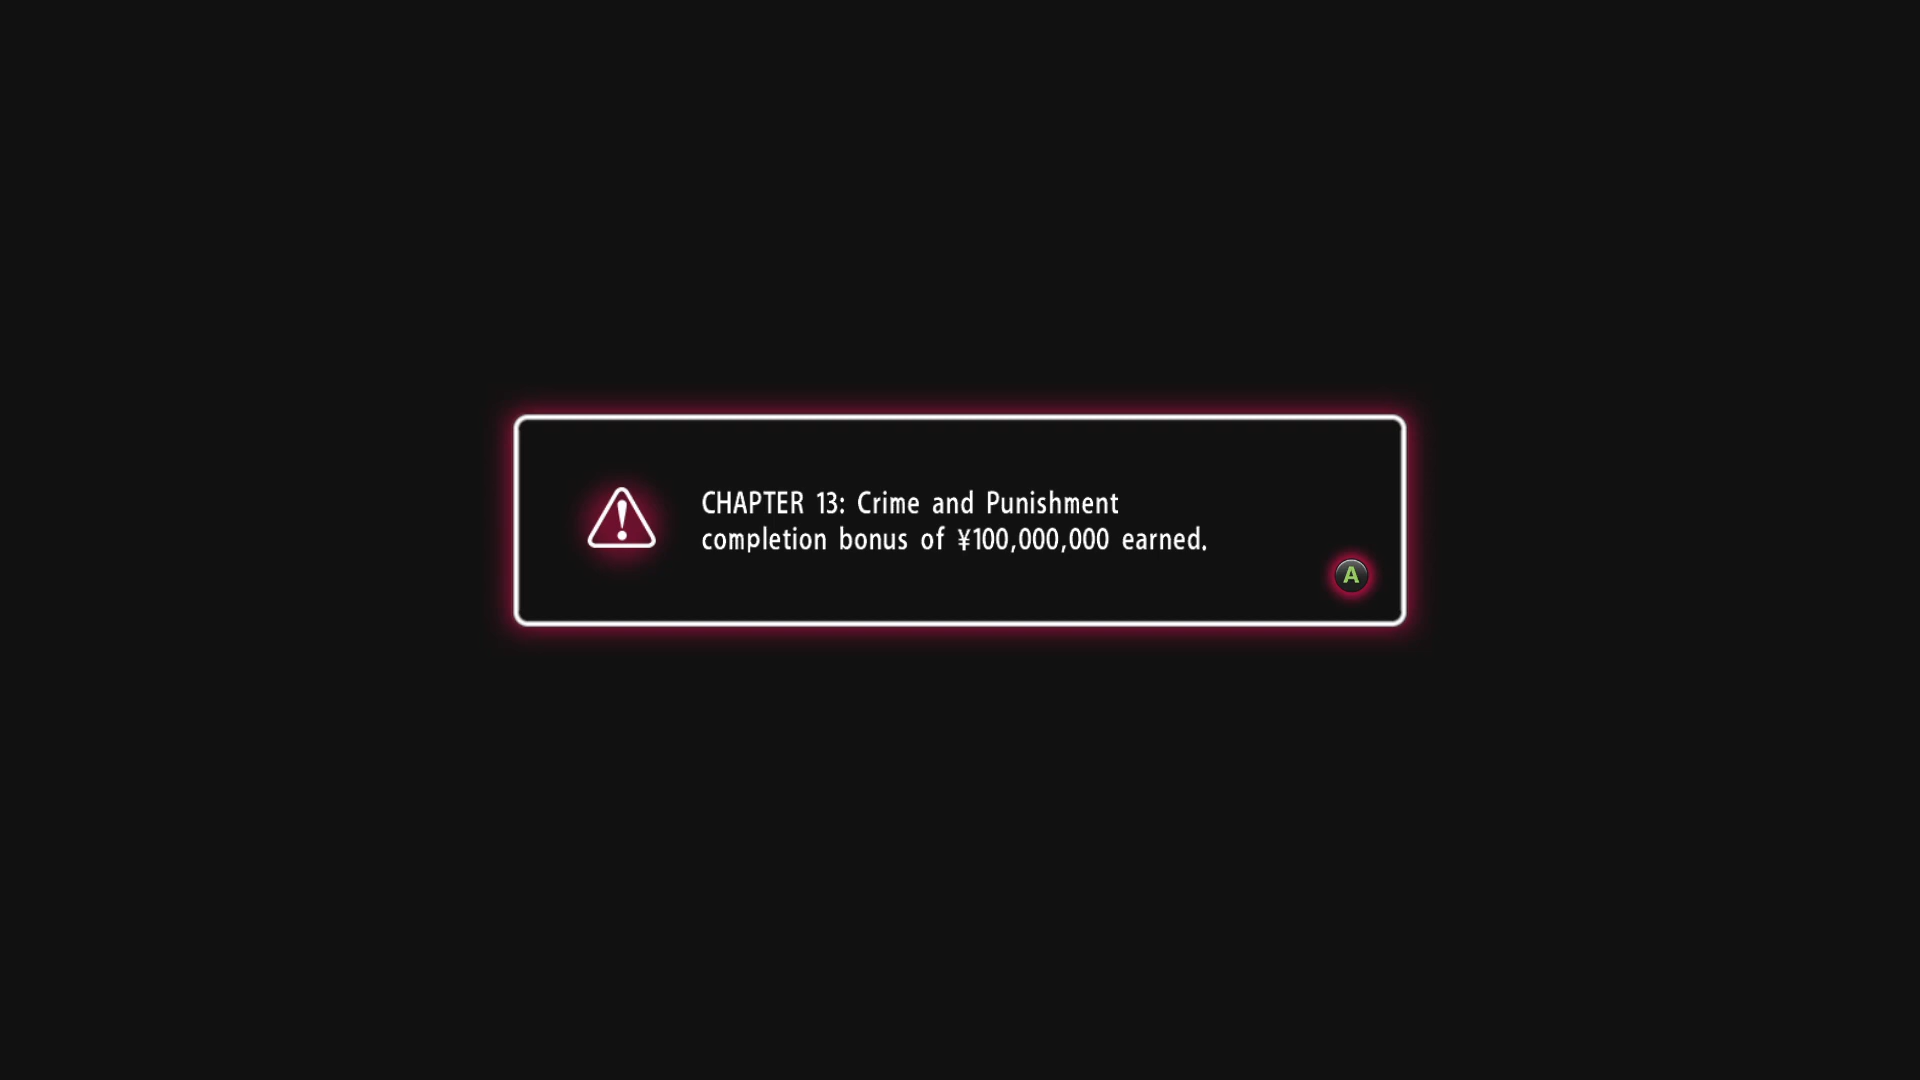 CHAPTER 13: Crime and Punishment
completion bonus of ¥100,000,000 earned.
A